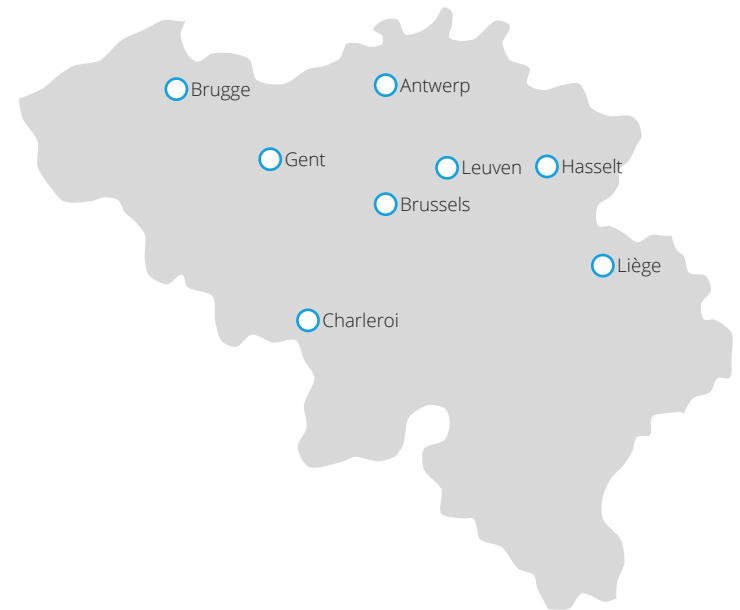 Brugge
Antwerp
Gent
Leuven
Hasselt
Brussels
Liège
Charleroi